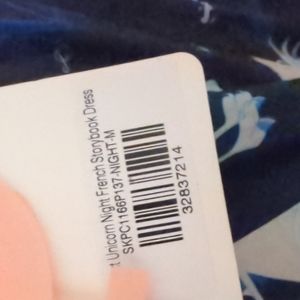 t Unicorn Night French Storybook Dress
SKPC1166P137-NIGHT-M
32837214